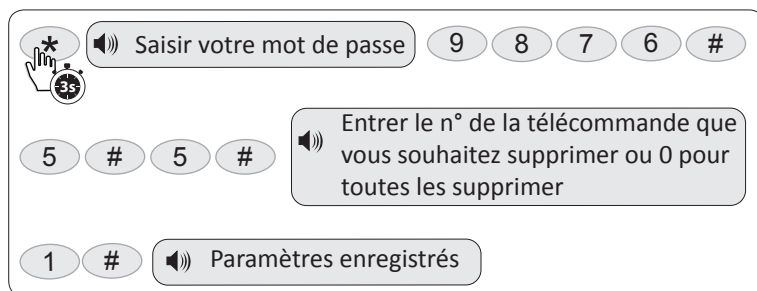 * Saisir votre mot de passe 9 8 7 6 #
3s
Entrer le n° de la télécommande que
5 # 5 # vous souhaitez supprimer ou 0 pour
toutes les supprimer
1 # Paramètres enregistrés